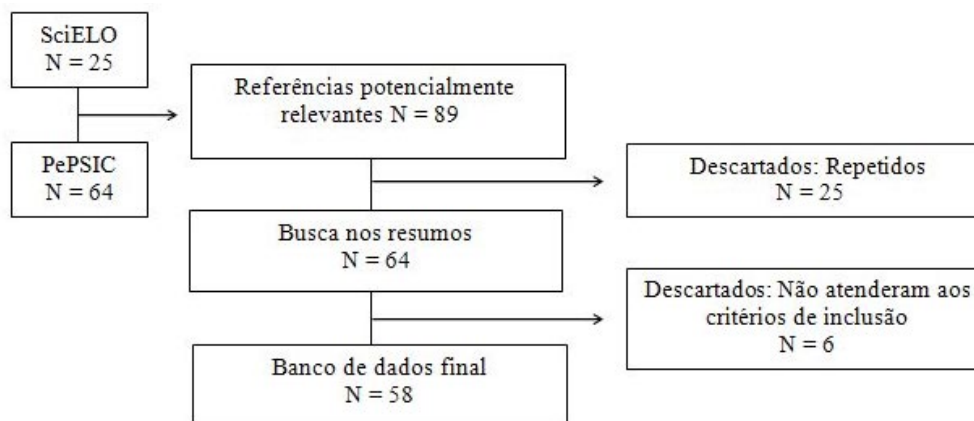 SciELO
N = 25
PePSIC
N = 64
Referências potencialmente
relevantes N = 89
Descartados: Repetidos
N = 25
Busca nos resumos
N = 64
Descartados: Não atenderam aos
critérios de inclusão
N = 6
Banco de dados final
N = 58